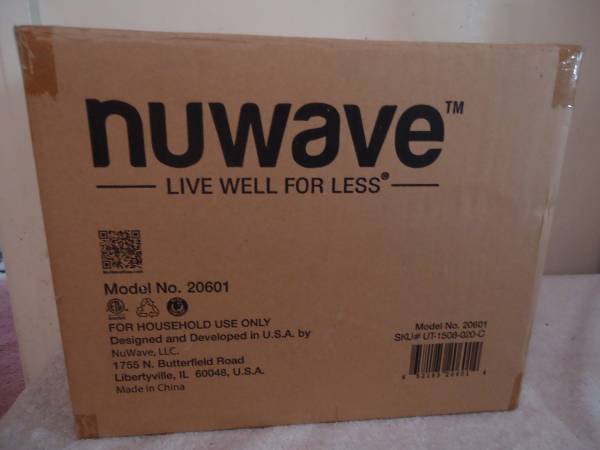 nuwave™
LIVE WELL FOR LESS®
Model No. 20601
FOR HOUSEHOLD USE ONLY
Designed and Developed in U.S.A. by
NuWave, LLC.
1755 N. Butterfield Road
Libertyville, IL 60048, U.S.A.
Made in China
Model No. 20601
SKU# UT-1508-020-C